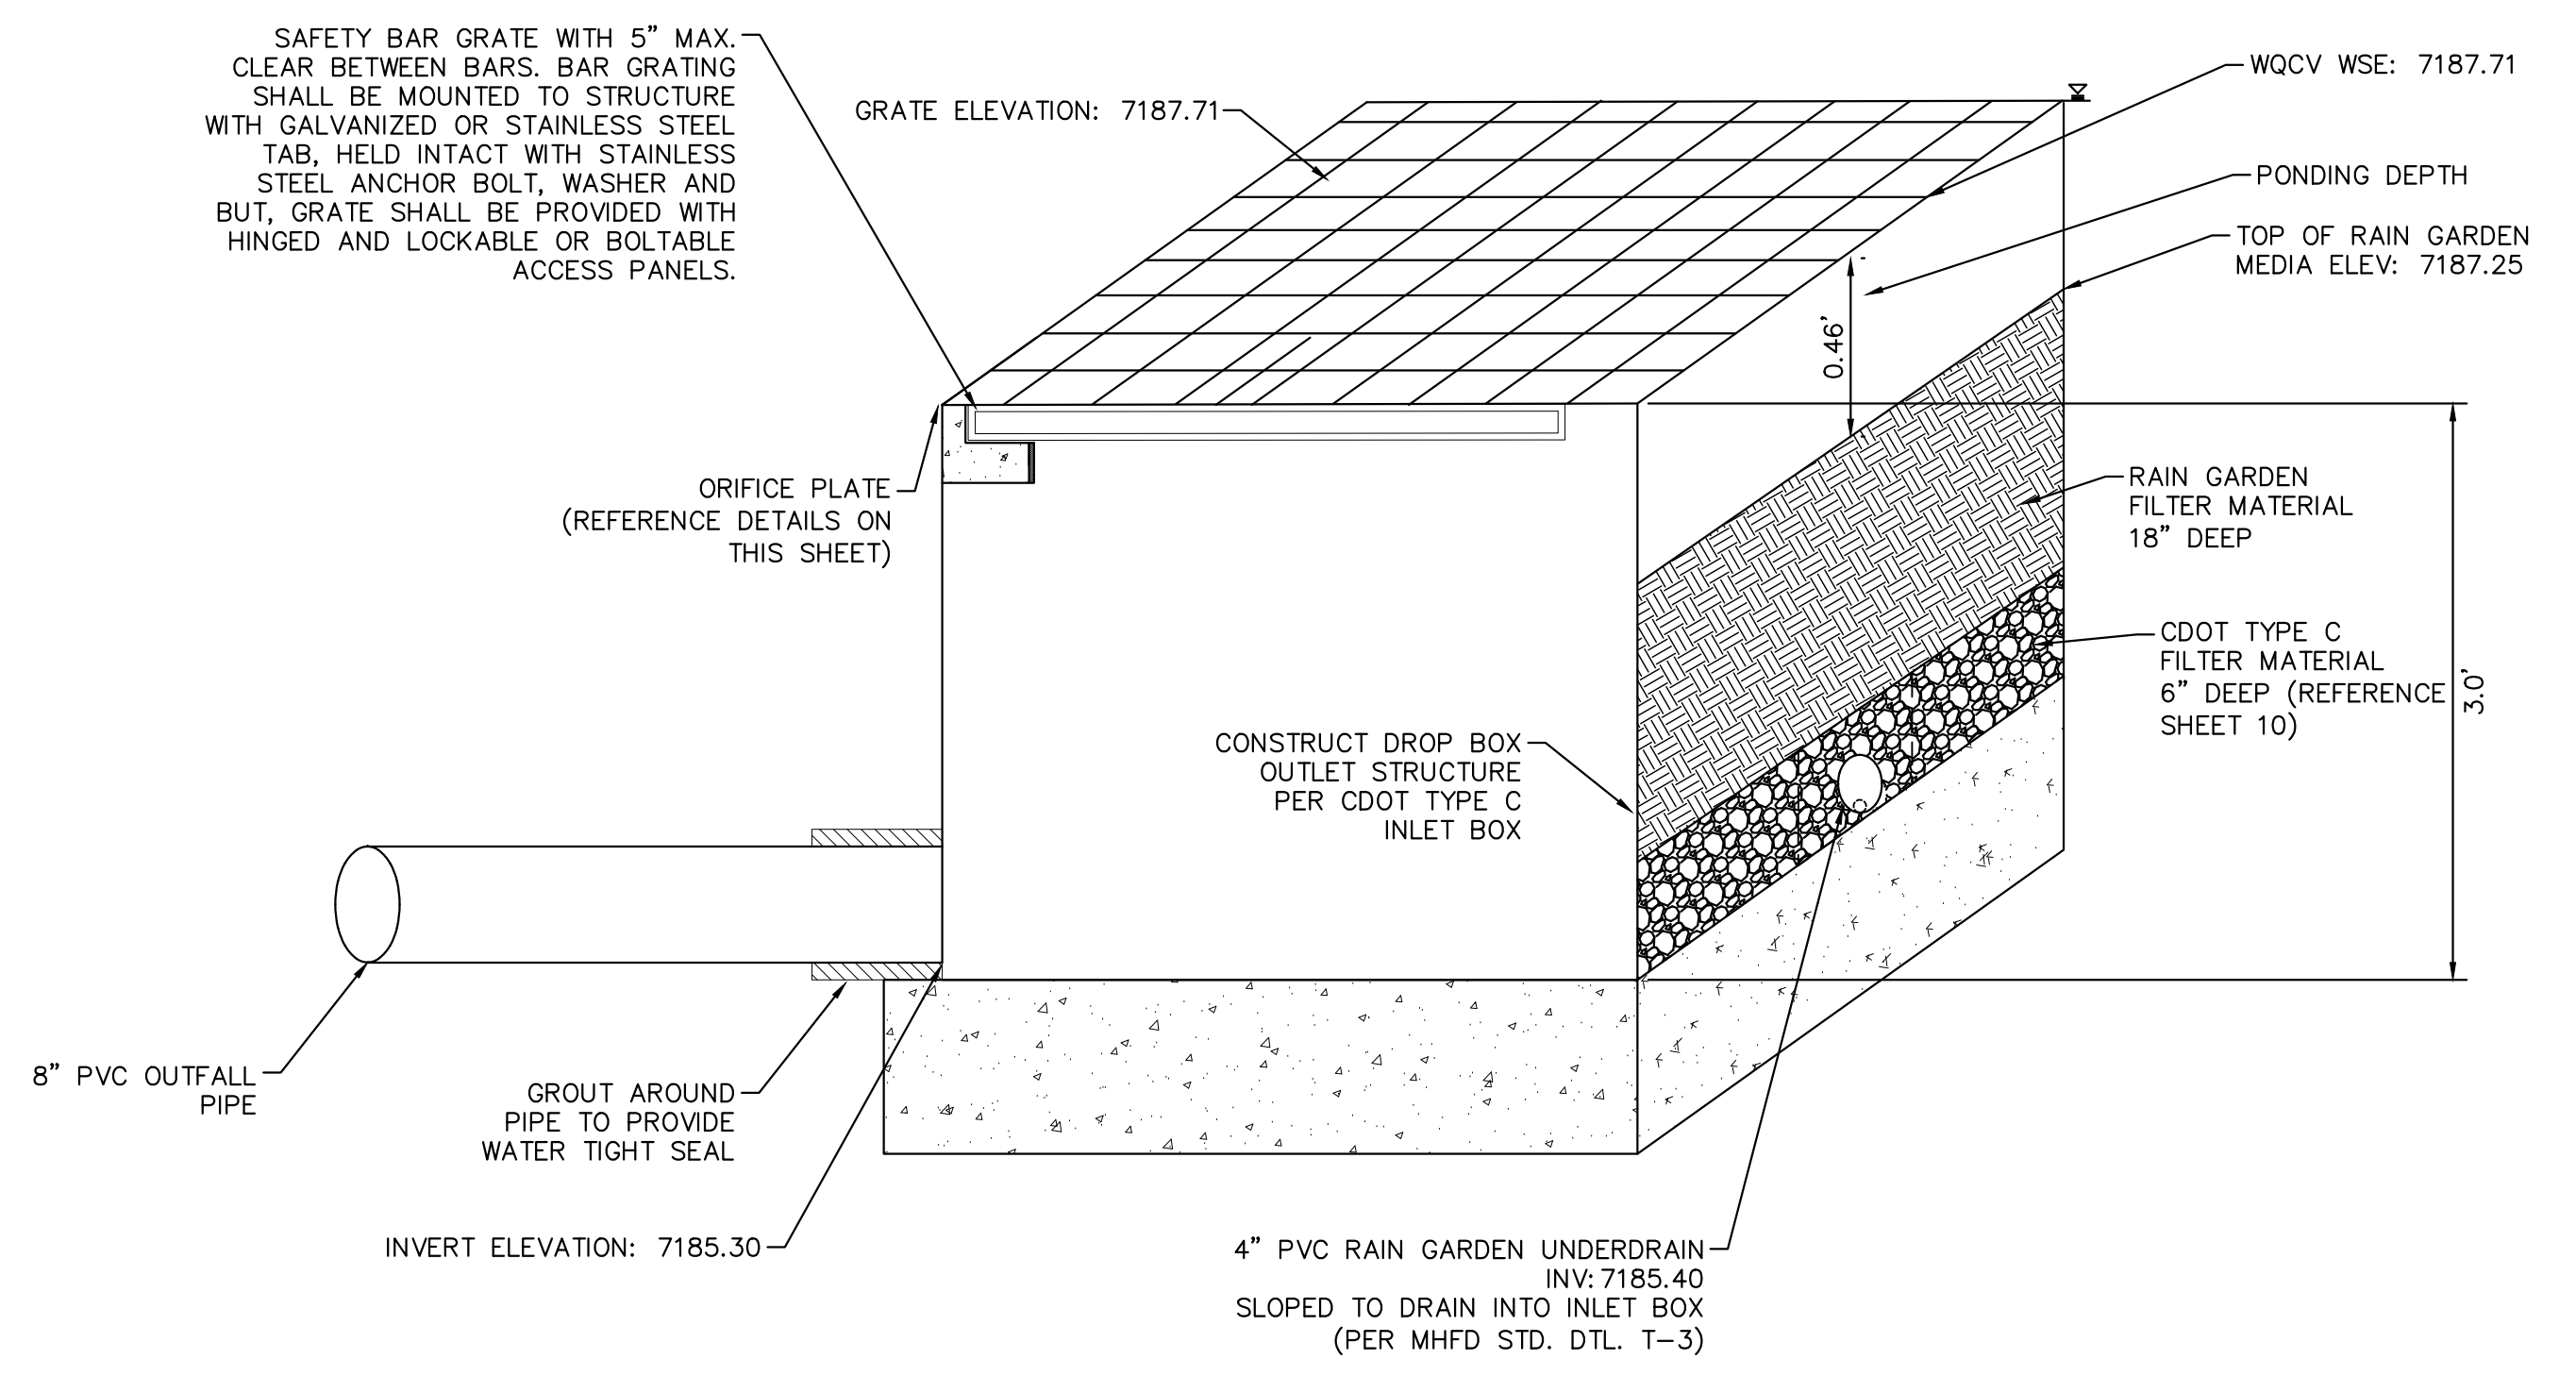 SAFETY BAR GRATE WITH 5” MAX.
CLEAR BETWEEN BARS. BAR GRATING
SHALL BE MOUNTED TO STRUCTURE
WITH GALVANIZED OR STAINLESS STEEL
TAB, HELD INTACT WITH STAINLESS
STEEL ANCHOR BOLT, WASHER AND
BUT, GRATE SHALL BE PROVIDED WITH
HINGED AND LOCKABLE OR BOLTABLE
ACCESS PANELS.
GRATE ELEVATION: 7187.71
WQCV WSE: 7187.71
PONDING DEPTH
TOP OF RAIN GARDEN
MEDIA ELEV: 7187.25
0.46'
ORIFICE PLATE
(REFERENCE DETAILS ON
THIS SHEET)
RAIN GARDEN
FILTER MATERIAL
18” DEEP
CDOT TYPE C
FILTER MATERIAL
6” DEEP (REFERENCE
SHEET 10)
3.0'
CONSTRUCT DROP BOX
OUTLET STRUCTURE
PER CDOT TYPE C
INLET BOX
8” PVC OUTFALL
PIPE
GROUT AROUND
PIPE TO PROVIDE
WATER TIGHT SEAL
INVERT ELEVATION: 7185.30
4” PVC RAIN GARDEN UNDERDRAIN
INV: 7185.40
SLOPED TO DRAIN INTO INLET BOX
(PER MHFD STD. DTL. T-3)